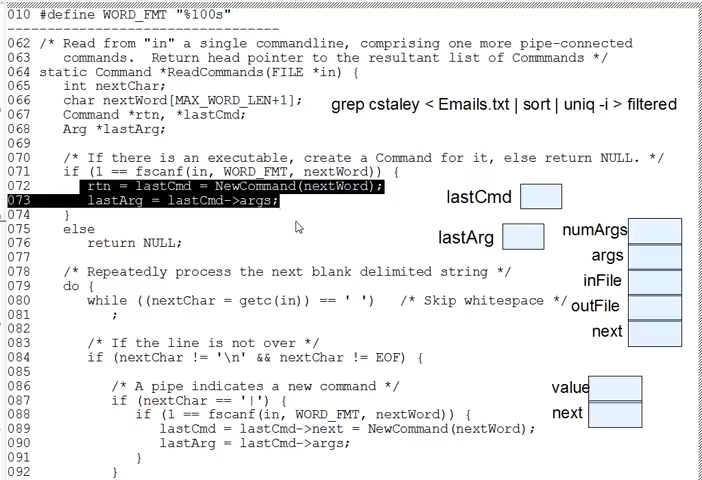 010 #define WORD_FMT "%100s"
--------------------------------
062 /* Read from "in" a single commandline, comprising one more pipe-connected
063    commands.  Return head pointer to the resultant list of Commmands */
064 static Command *ReadCommands(FILE *in) {
065    int nextChar;
066    char nextWord[MAX_WORD_LEN+1];
067    Command *rtn, *lastCmd;
068    Arg *lastArg;
069
070    /* If there is an executable, create a Command for it, else return NULL. */
071    if (1 == fscanf(in, WORD_FMT, nextWord)) {
072       rtn = lastCmd = NewCommand(nextWord);
073       lastArg = lastCmd->args;
074    }
075    else
076       return NULL;
077
078    /* Repeatedly process the next blank delimited string */
079    do {
080       while ((nextChar = getc(in)) == ' ')   /* Skip whitespace */
081          ;
082
083       /* If the line is not over */
084       if (nextChar != '\n' && nextChar != EOF) {
085
086          /* A pipe indicates a new command */
087          if (nextChar == '|') {
088             if (1 == fscanf(in, WORD_FMT, nextWord)) {
089                lastCmd = lastCmd->next = NewCommand(nextWord);
090                lastArg = lastCmd->args;
091             }
092          }
grep cstaley < Emails.txt | sort | uniq -i > filtered
lastCmd
lastArg
numArgs
args
inFile
outFile
next
value
next